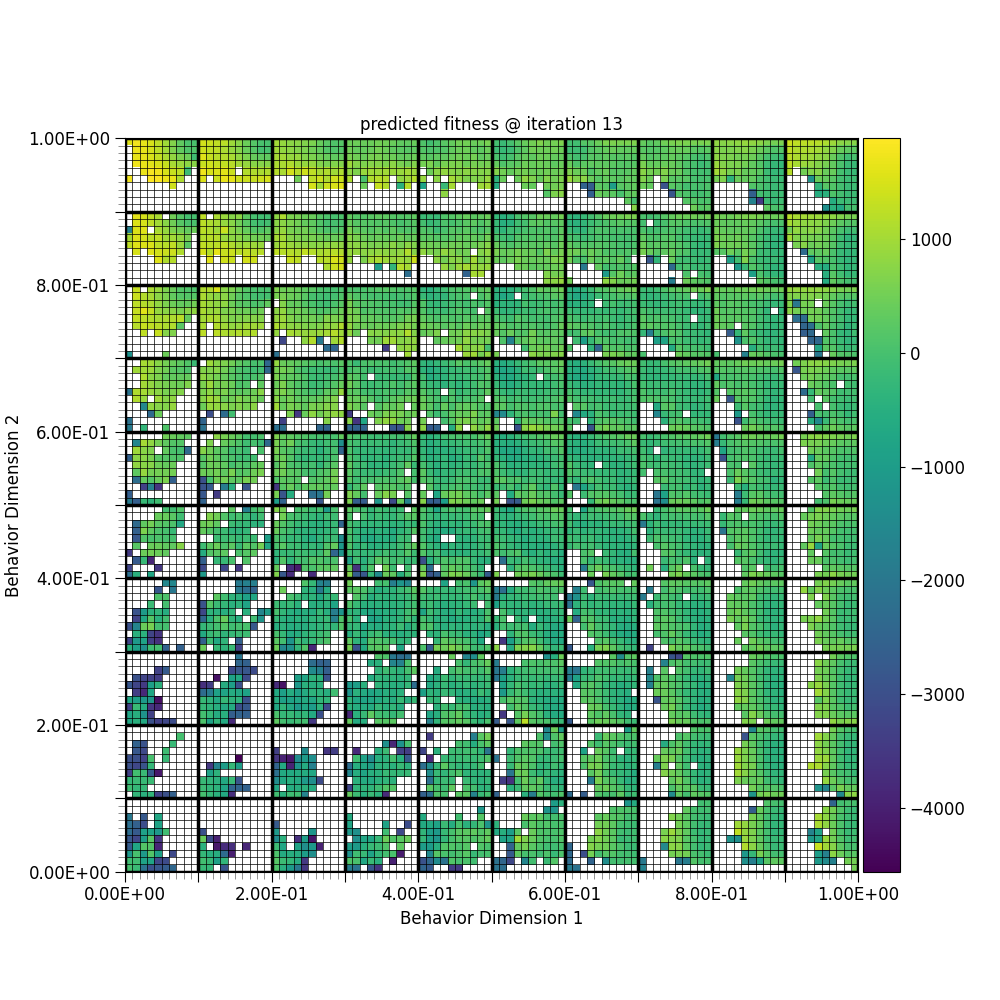 predicted fitness @ iteration 13
1.00E+00
8.00E-01
6.00E-01
4.00E-01
2.00E-01
0.00E+00
Behavior Dimension 2
0.00E+00 2.00E-01 4.00E-01 6.00E-01 8.00E-01 1.00E+00
Behavior Dimension 1
1000
0
−1000
−2000
−3000
−4000